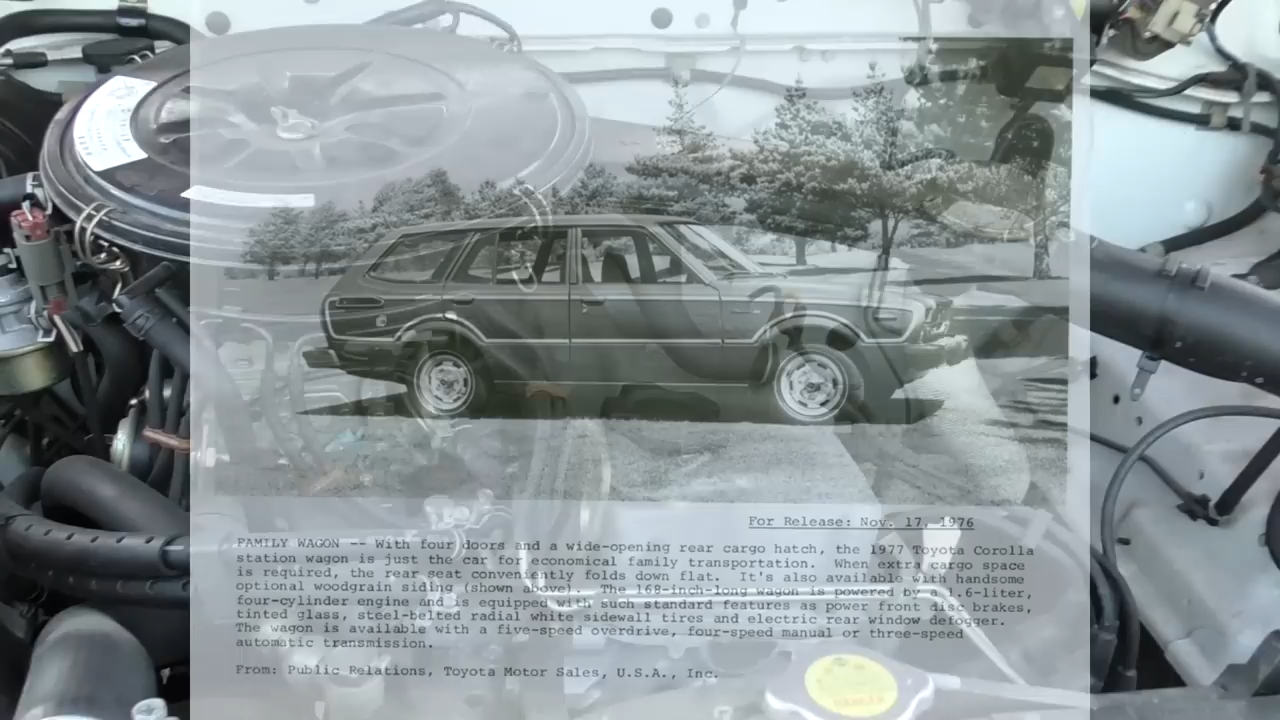 For Release: Nov. 17, 1976
FAMILY WAGON -- With four doors and a wide-opening rear cargo hatch, the 1977 Toyota Corolla
station wagon is just the car for economical family transportation. When extra cargo space
is required, the rear seat conveniently folds down flat. It's also available with handsome
optional woodgrain siding (shown above). The 168-inch-long wagon is powered by a 1.6-liter,
four-cylinder engine and is equipped with such standard features as power front disc brakes,
tinted glass, steel-belted radial white sidewall tires and electric rear window defogger.
The wagon is available with a five-speed overdrive, four-speed manual or three-speed
automatic transmission.
From: Public Relations, Toyota Motor Sales, U.S.A., Inc.